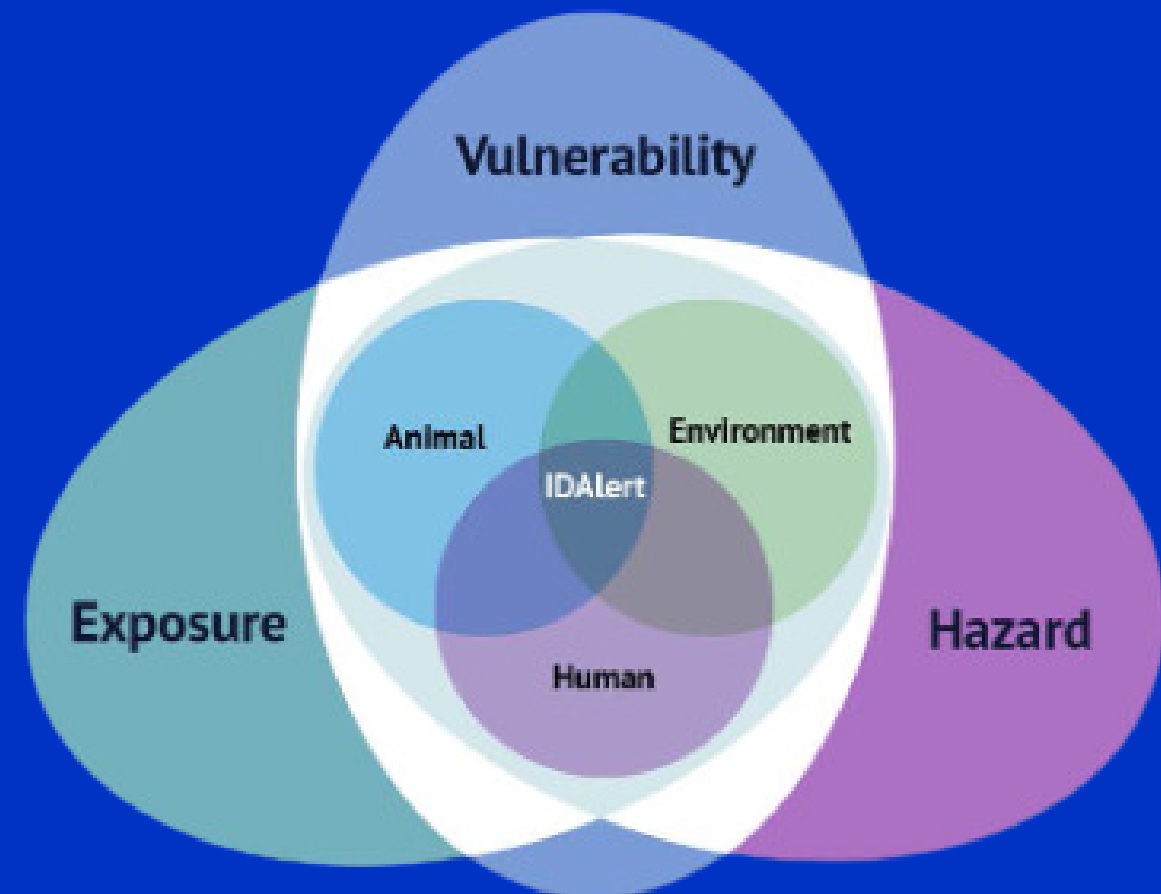 Vulnerability
Animal
Environment
IDAlert
Exposure
Hazard
Human